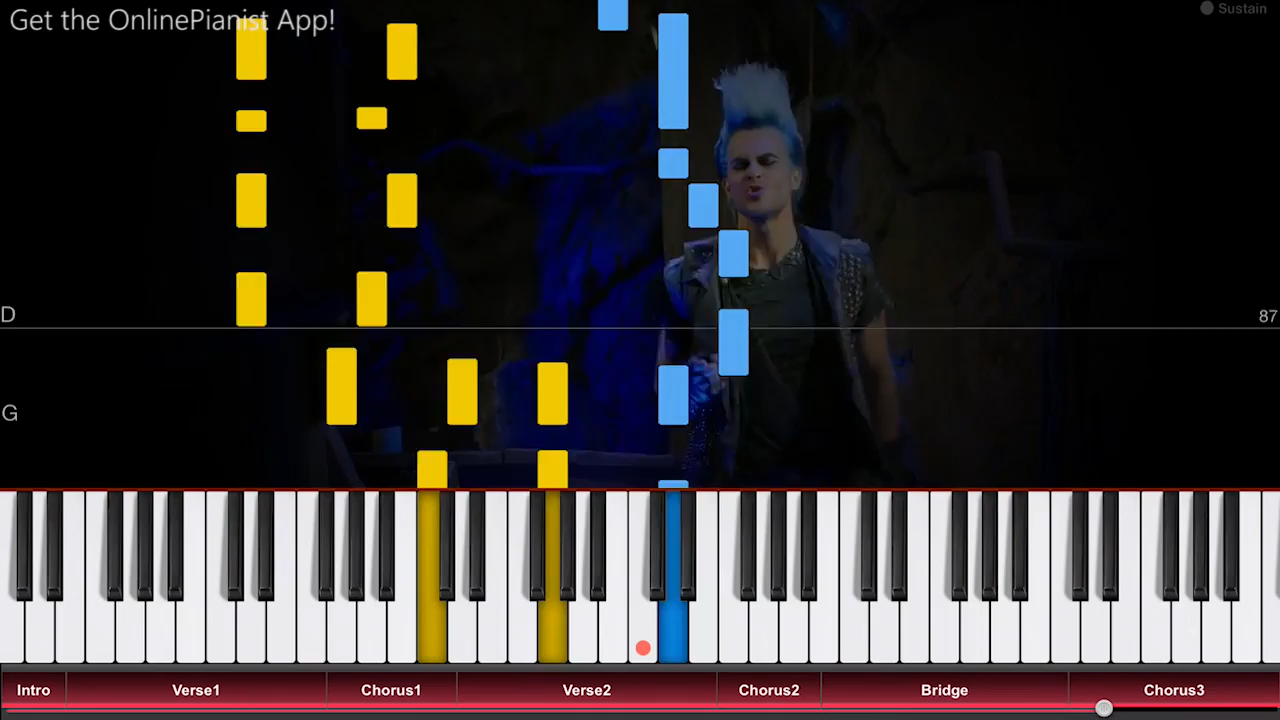 Get the OnlinePianist App!
Sustain
D
87
G
Intro
Verse1
Chorus1
Verse2
Chorus2
Bridge
Chorus3